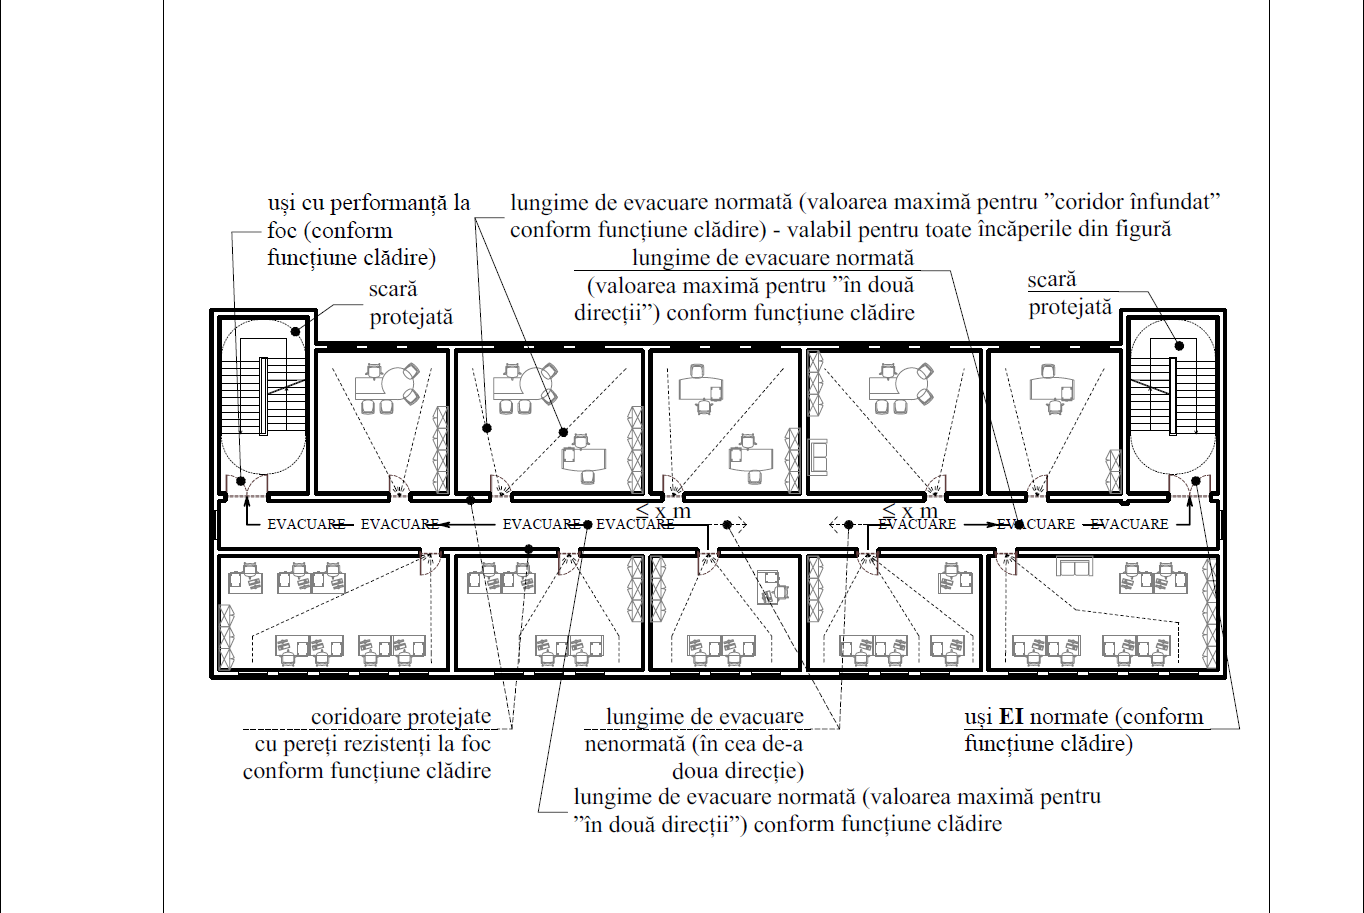 uși cu performanță la
foc (conform
funcțiune clădire)
lungime de evacuare normată (valoarea maximă pentru ”coridor înfundat”
conform funcțiune clădire) - valabil pentru toate încăperile din figură
lungime de evacuare normată
(valoarea maximă pentru ”în două
direcții”) conform funcțiune clădire
scară
protejată
scară
protejată
≤ x m
≤ x m
EVACUARE EVACUARE EVACUARE EVACUARE EVACUARE EVACUARE EVACUARE
coridoare protejate
cu pereți rezistenți la foc
conform funcțiune clădire
lungime de evacuare
nenormată (în cea de-a
doua direcție)
uși EI normate (conform
funcțiune clădire)
lungime de evacuare normată (valoarea maximă pentru
”în două direcții”) conform funcțiune clădire